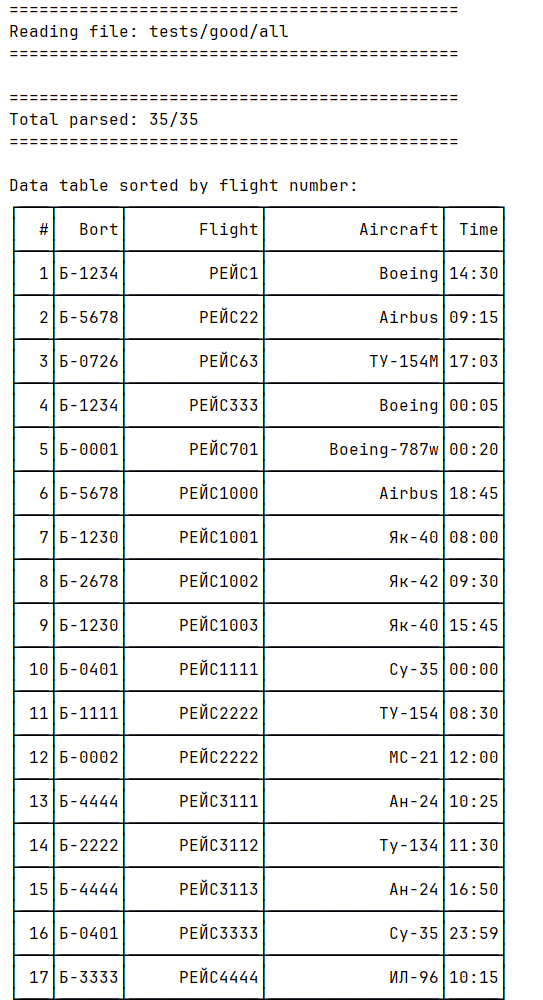 =============================================
Reading file: tests/good/all
=============================================
=============================================
Total parsed: 35/35
=============================================
Data table sorted by flight number:
# Bort Flight Aircraft Time
1 Б-1234 РЕЙС1 Boeing 14:30
2 Б-5678 РЕЙС22 Airbus 09:15
3 Б-0726 РЕЙС63 ТУ-154М 17:03
4 Б-1234 РЕЙС333 Boeing 00:05
5 Б-0001 РЕЙС701 Boeing-787w 00:20
6 Б-5678 РЕЙС1000 Airbus 18:45
7 Б-1230 РЕЙС1001 Як-40 08:00
8 Б-2678 РЕЙС1002 Як-42 09:30
9 Б-1230 РЕЙС1003 Як-40 15:45
10 Б-0401 РЕЙС1111 Су-35 00:00
11 Б-1111 РЕЙС2222 ТУ-154 08:30
12 Б-0002 РЕЙС2222 МС-21 12:00
13 Б-4444 РЕЙС3111 Ан-24 10:25
14 Б-2222 РЕЙС3112 Ту-134 11:30
15 Б-4444 РЕЙС3113 Ан-24 16:50
16 Б-0401 РЕЙС3333 Су-35 23:59
17 Б-3333 РЕЙС4444 ИЛ-96 10:15